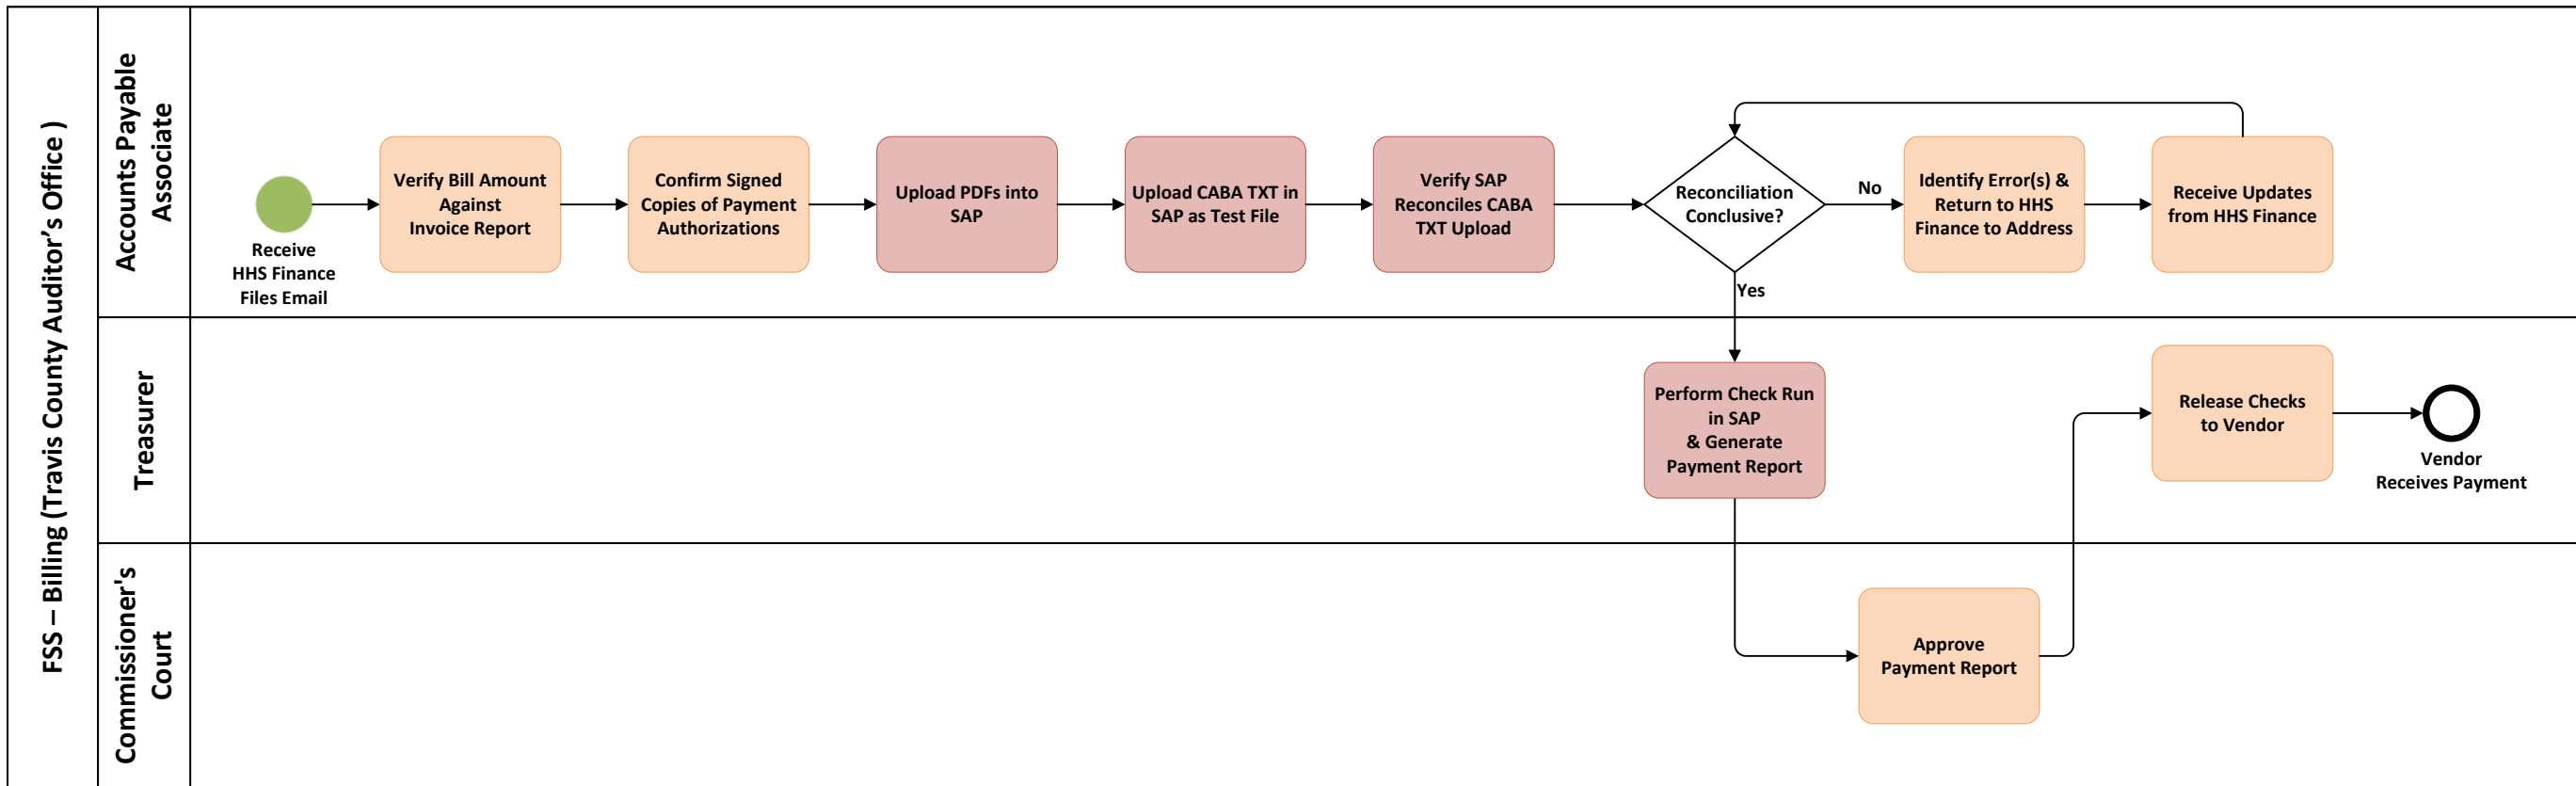 FSS – Billing (Travis County Auditor's Office )
Accounts Payable
Associate
Receive
HHS Finance
Files Email
Verify Bill Amount
Against
Invoice Report
Confirm Signed
Copies of Payment
Authorizations
Upload PDFs into
SAP
Upload CABA TXT in
SAP as Test File
Verify SAP
Reconciles CABA
TXT Upload
Reconciliation
Conclusive?
No
Yes
Identify Error(s) &
Return to HHS
Finance to Address
Receive Updates
from HHS Finance
Treasurer
Perform Check Run
in SAP
& Generate
Payment Report
Release Checks
to Vendor
Vendor
Receives Payment
Commissioner's
Court
Approve
Payment Report